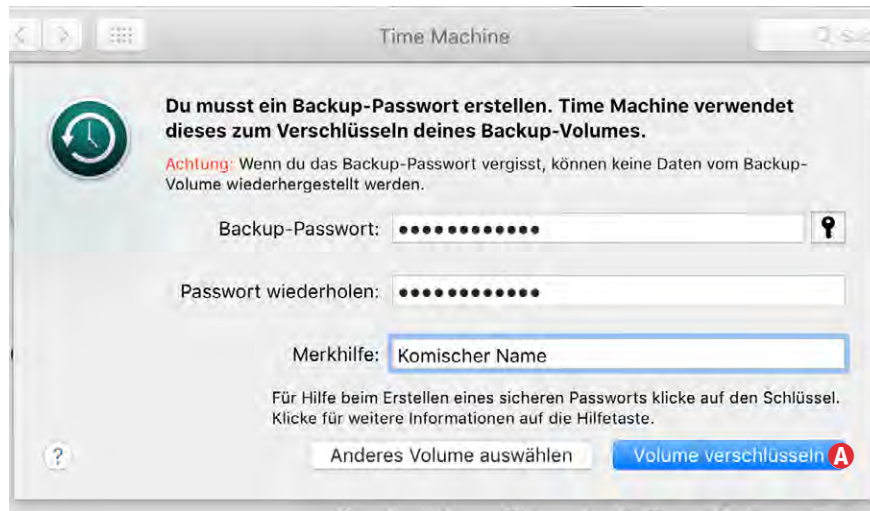 Time Machine
Du musst ein Backup-Passwort erstellen. Time Machine verwendet
dieses zum Verschlüsseln deines Backup-Volumes.
Achtung: Wenn du das Backup-Passwort vergisst, können keine Daten vom Backup-
Volume wiederhergestellt werden.
Backup-Passwort: ●●●●●●●●●●●●
Passwort wiederholen: ●●●●●●●●●●●●
Merkhilfe: Komischer Name
Für Hilfe beim Erstellen eines sicheren Passworts klicke auf den Schlüssel.
Klicke für weitere Informationen auf die Hilfetaste.
? Anderes Volume auswählen Volume verschlüsseln A